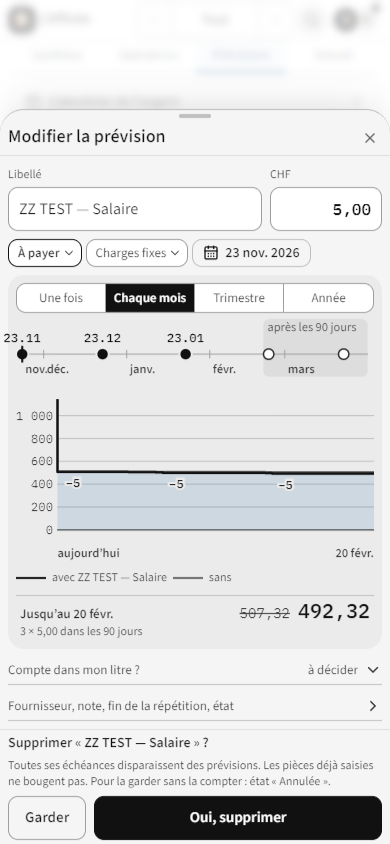 Modifier la prévision
Libellé CHF
ZZ TEST — Salaire 5,00
À payer Charges fixes 23 nov. 2026
Une fois Chaque mois Trimestre Année
après les 90 jours
23.11 23.12 23.01
nov. déc. janv. févr. mars
1 000
800
600
400
200
0
−5 −5 −5
aujourd’hui 20 févr.
avec ZZ TEST — Salaire sans
Jusqu’au 20 févr. 507,32 492,32
3 × 5,00 dans les 90 jours
Compte dans mon litre ? à décider
Fournisseur, note, fin de la répétition, état
Supprimer « ZZ TEST — Salaire » ?
Toutes ses échéances disparaissent des prévisions. Les pièces déjà saisies
ne bougent pas. Pour la garder sans la compter : état « Annulée ».
Garder Oui, supprimer